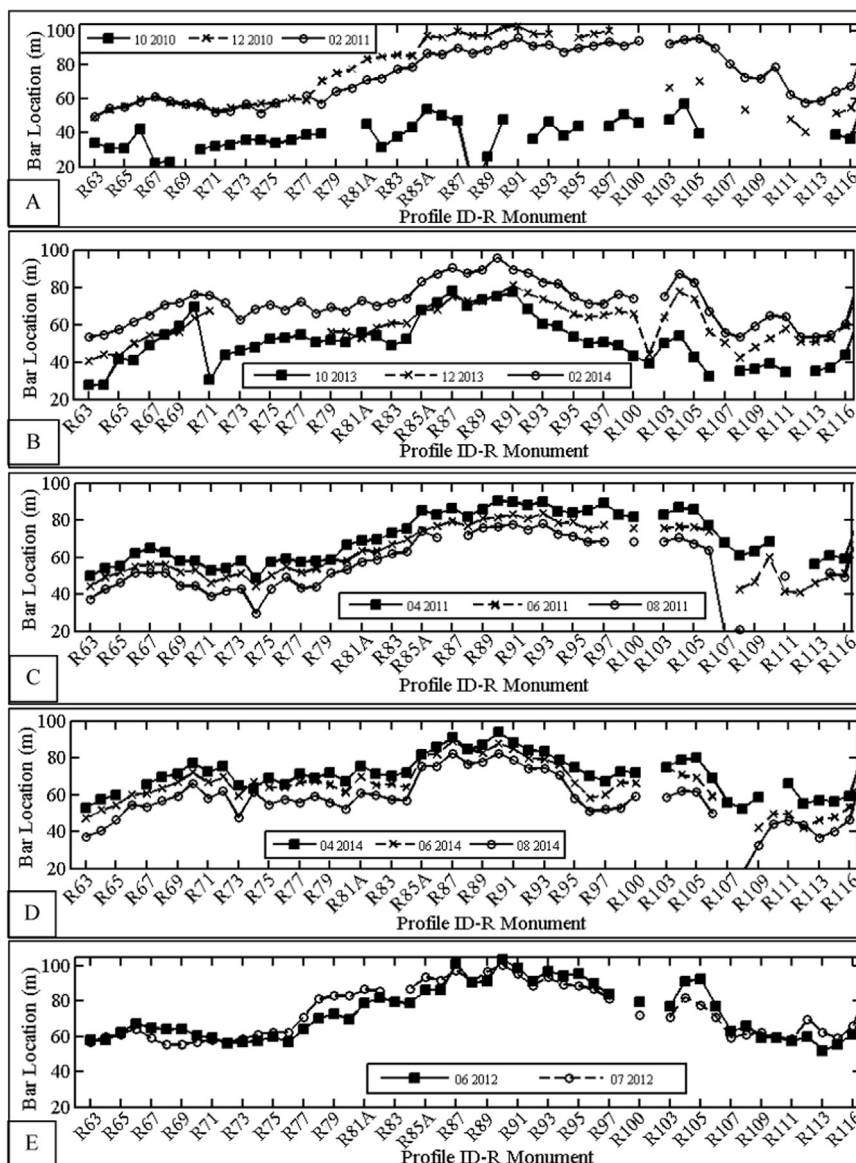 100
80
60
40
20
Bar Location (m)
10 2010 12 2010 02 2011
R63 R65 R67 R69 R71 R73 R75 R77 R79 R81A R83 R85A R87 R89 R91 R93 R95 R97 R100 R103 R105 R107 R109 R111 R113 R116
Profile ID-R Monument
A
100
80
60
40
20
Bar Location (m)
10 2013 12 2013 02 2014
R63 R65 R67 R69 R71 R73 R75 R77 R79 R81A R83 R85A R87 R89 R91 R93 R95 R97 R100 R103 R105 R107 R109 R111 R113 R116
Profile ID-R Monument
B
100
80
60
40
20
Bar Location (m)
04 2011 06 2011 08 2011
R63 R65 R67 R69 R71 R73 R75 R77 R79 R81A R83 R85A R87 R89 R91 R93 R95 R97 R100 R103 R105 R107 R109 R111 R113 R116
Profile ID-R Monument
C
100
80
60
40
20
Bar Location (m)
04 2014 06 2014 08 2014
R63 R65 R67 R69 R71 R73 R75 R77 R79 R81A R83 R85A R87 R89 R91 R93 R95 R97 R100 R103 R105 R107 R109 R111 R113 R116
Profile ID-R Monument
D
100
80
60
40
20
Bar Location (m)
06 2012 07 2012
R63 R65 R67 R69 R71 R73 R75 R77 R79 R81A R83 R85A R87 R89 R91 R93 R95 R97 R100 R103 R105 R107 R109 R111 R113 R116
Profile ID-R Monument
E